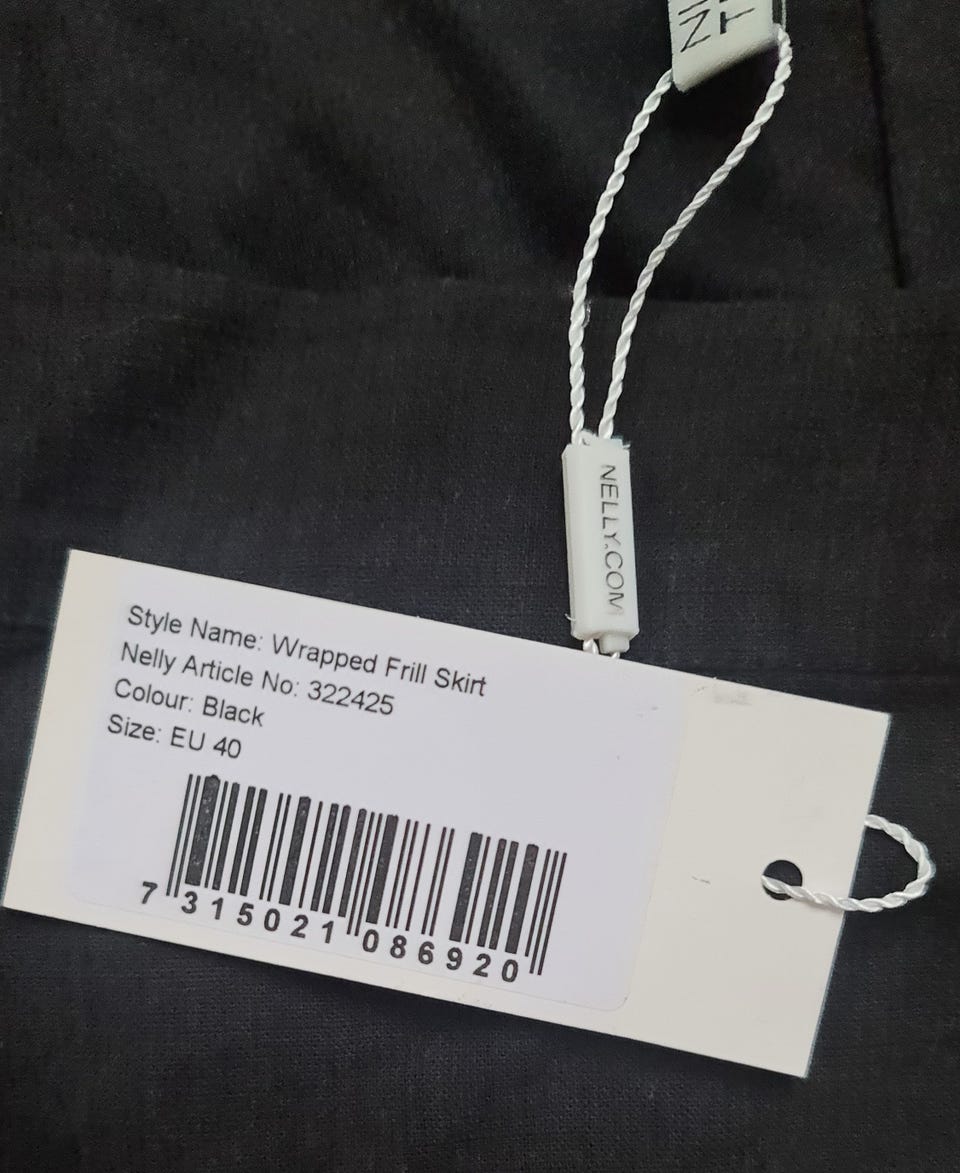 NELLY.COM
Style Name: Wrapped Frill Skirt
Nelly Article No: 322425
Colour: Black
Size: EU 40
7 315021 086920